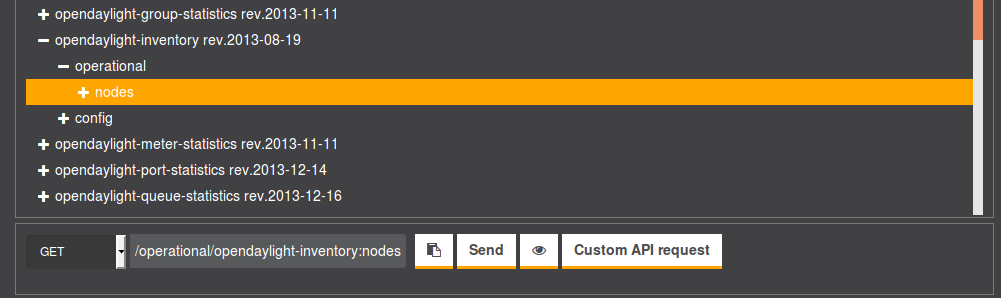 opendaylight-group-statistics rev.2013-11-11
opendaylight-inventory rev.2013-08-19
operational
nodes
config
opendaylight-meter-statistics rev.2013-11-11
opendaylight-port-statistics rev.2013-12-14
opendaylight-queue-statistics rev.2013-12-16
GET /operational/opendaylight-inventory:nodes Send Custom API request